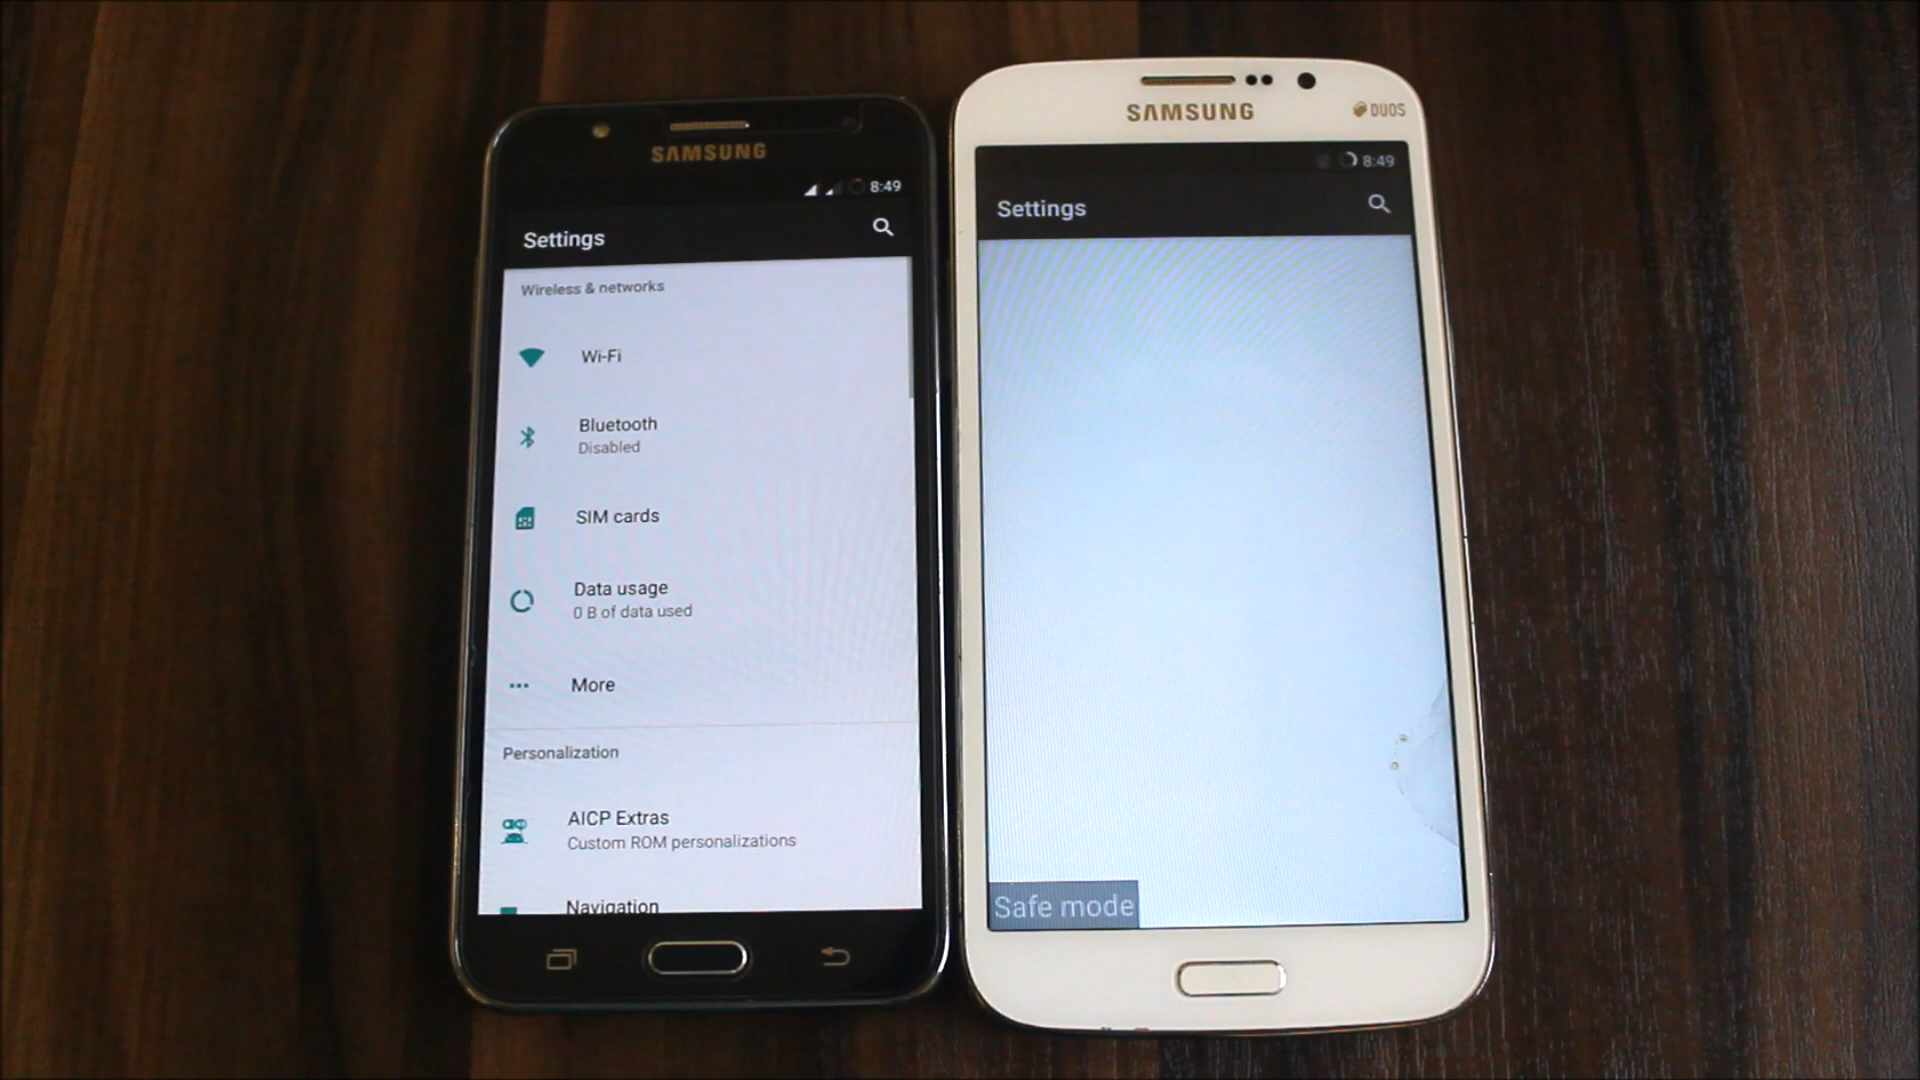 SAMSUNG
8:49
Settings
Wireless & networks
Wi-Fi
Bluetooth
Disabled
SIM cards
Data usage
0 B of data used
More
Personalization
AICP Extras
Custom ROM personalizations
Navigation
SAMSUNG
DUOS
8:49
Settings
Safe mode